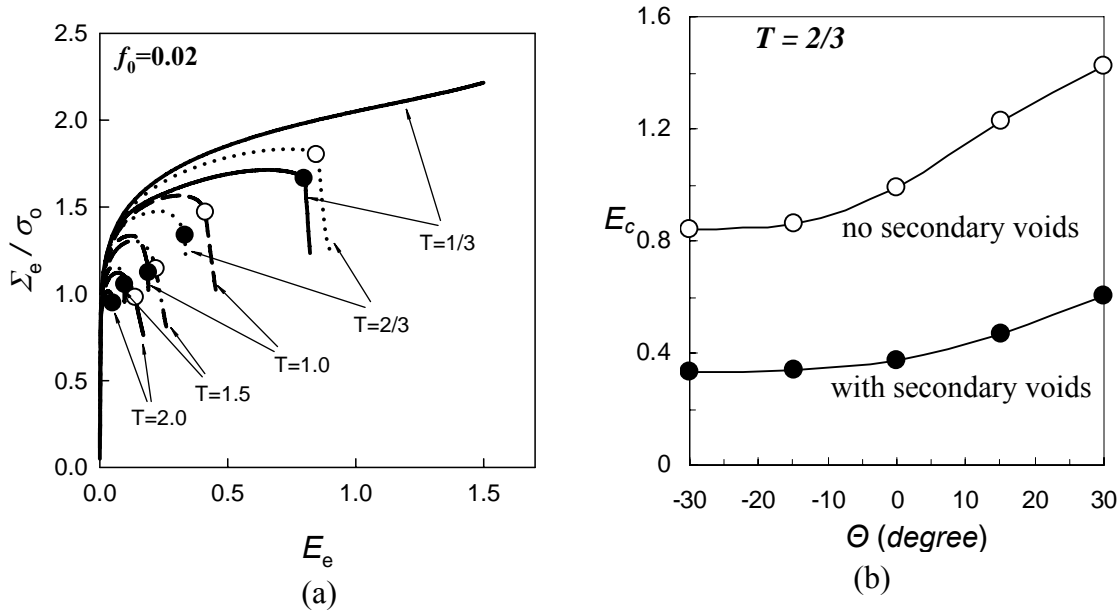 2.5
f₀=0.02
2.0
1.5
1.0
0.5
0.0
Σe / σo
T=1/3
T=2/3
T=1.0
T=1.5
T=2.0
0.0 0.5 1.0 1.5
Ee
(a)
1.6
T = 2/3
1.2
Ec
no secondary voids
0.8
0.4
with secondary voids
0
-30 -20 -10 0 10 20 30
Θ (degree)
(b)